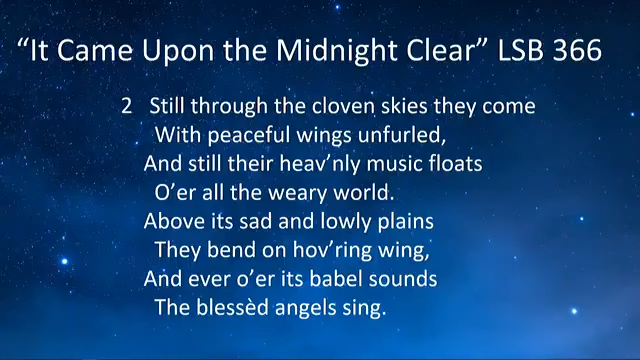 “It Came Upon the Midnight Clear” LSB 366
2 Still through the cloven skies they come
With peaceful wings unfurled,
And still their heav’nly music floats
O’er all the weary world.
Above its sad and lowly plains
They bend on hov’ring wing,
And ever o’er its babel sounds
The blessèd angels sing.